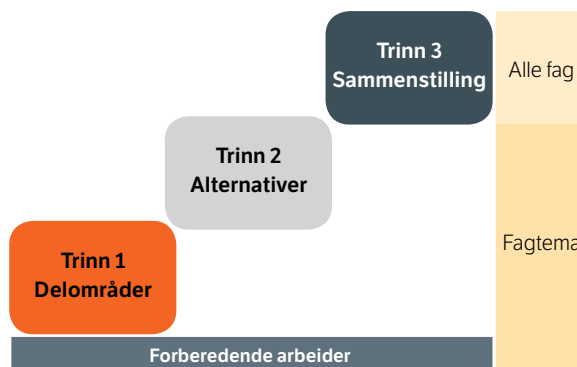 Trinn 3
Sammenstilling
Alle fag
Trinn 2
Alternativer
Trinn 1
Delområder
Fagtema
Forberedende arbeider